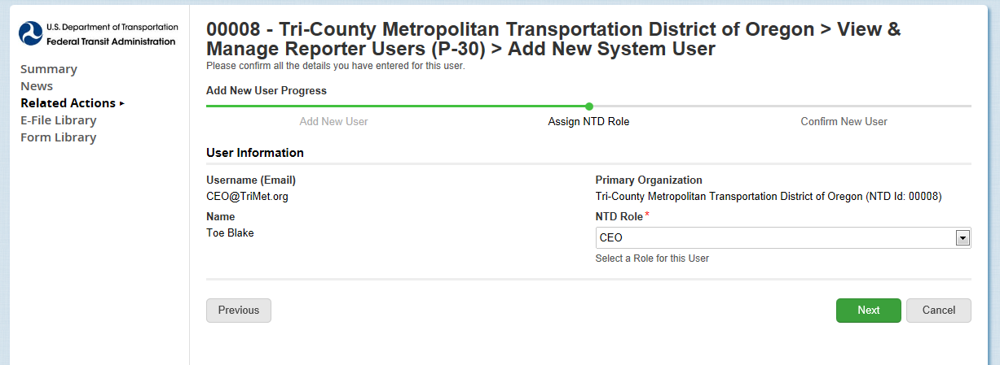 U.S. Department of Transportation
Federal Transit Administration
Summary
News
Related Actions ▸
E-File Library
Form Library
00008 - Tri-County Metropolitan Transportation District of Oregon > View &
Manage Reporter Users (P-30) > Add New System User
Please confirm all the details you have entered for this user.
Add New User Progress
Add New User
Assign NTD Role
Confirm New User
User Information
Username (Email)
CEO@TriMet.org
Name
Toe Blake
Primary Organization
Tri-County Metropolitan Transportation District of Oregon (NTD Id: 00008)
NTD Role *
CEO
Select a Role for this User
Previous
Next
Cancel